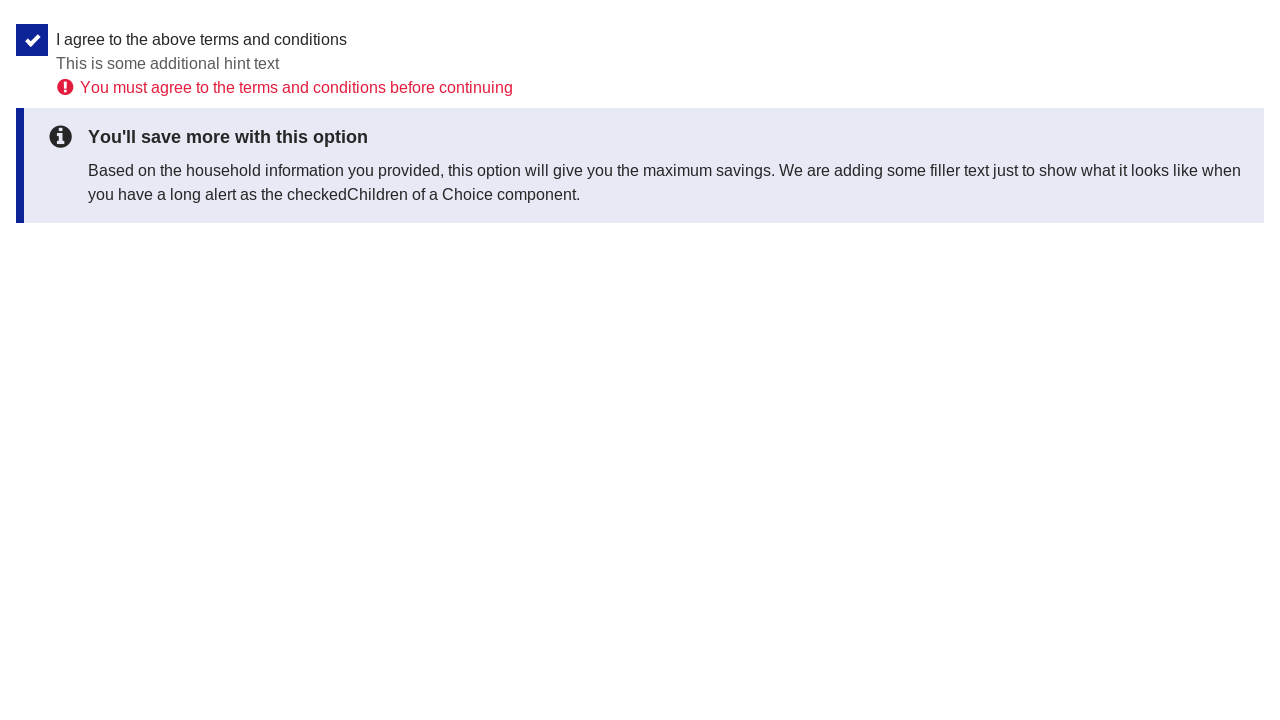 I agree to the above terms and conditions
This is some additional hint text
You must agree to the terms and conditions before continuing
You'll save more with this option
Based on the household information you provided, this option will give you the maximum savings. We are adding some filler text just to show what it looks like when
you have a long alert as the checkedChildren of a Choice component.